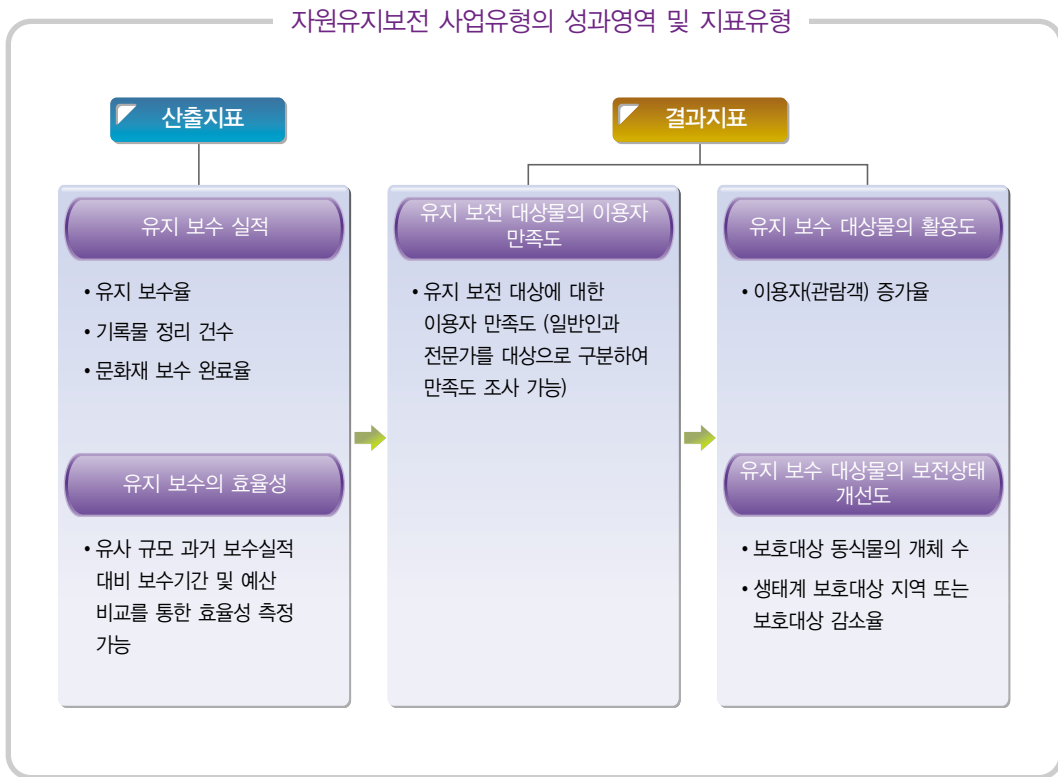 자원유지보전 사업유형의 성과영역 및 지표유형
산출지표
유지 보수 실적
• 유지 보수율
• 기록물 정리 건수
• 문화재 보수 완료율
유지 보수의 효율성
• 유사 규모 과거 보수실적
대비 보수기간 및 예산
비교를 통한 효율성 측정
가능
결과지표
유지 보전 대상물의 이용자
만족도
• 유지 보전 대상에 대한
이용자 만족도 (일반인과
전문가를 대상으로 구분하여
만족도 조사 가능)
유지 보수 대상물의 활용도
• 이용자(관람객) 증가율
유지 보수 대상물의 보전상태
개선도
• 보호대상 동식물의 개체 수
• 생태계 보호대상 지역 또는
보호대상 감소율